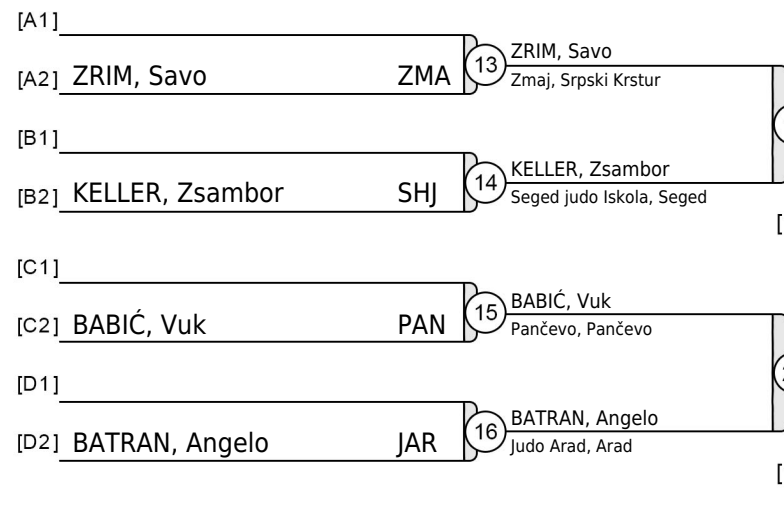 [A1]
[A2] ZRIM, Savo ZMA 13 ZRIM, Savo
Zmaj, Srpski Krstur
[B1]
[B2] KELLER, Zsambor SHJ 14 KELLER, Zsambor
Seged judo Iskola, Seged
[
[C1]
[C2] BABIĆ, Vuk PAN 15 BABIĆ, Vuk
Pančevo, Pančevo
[D1]
[D2] BATRAN, Angelo JAR 16 BATRAN, Angelo
Judo Arad, Arad
[